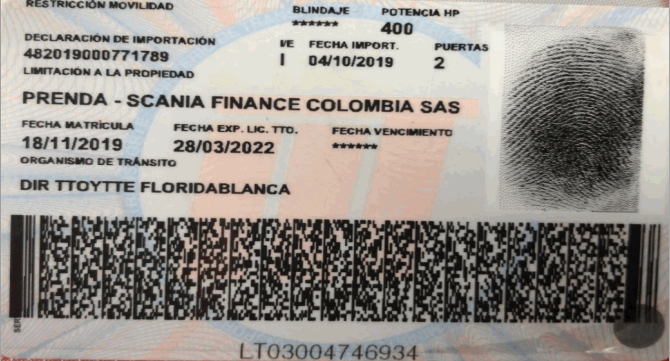 RESTRICCIÓN MOVILIDAD BLINDAJE POTENCIA HP
****** 400
DECLARACIÓN DE IMPORTACIÓN I/E FECHA IMPORT. PUERTAS
482019000771789 I 04/10/2019 2
LIMITACIÓN A LA PROPIEDAD
PRENDA - SCANIA FINANCE COLOMBIA SAS
FECHA MATRÍCULA FECHA EXP. LIC. TTO. FECHA VENCIMIENTO
18/11/2019 28/03/2022 ******
ORGANISMO DE TRÁNSITO
DIR TTOYTTE FLORIDABLANCA
LT03004746934